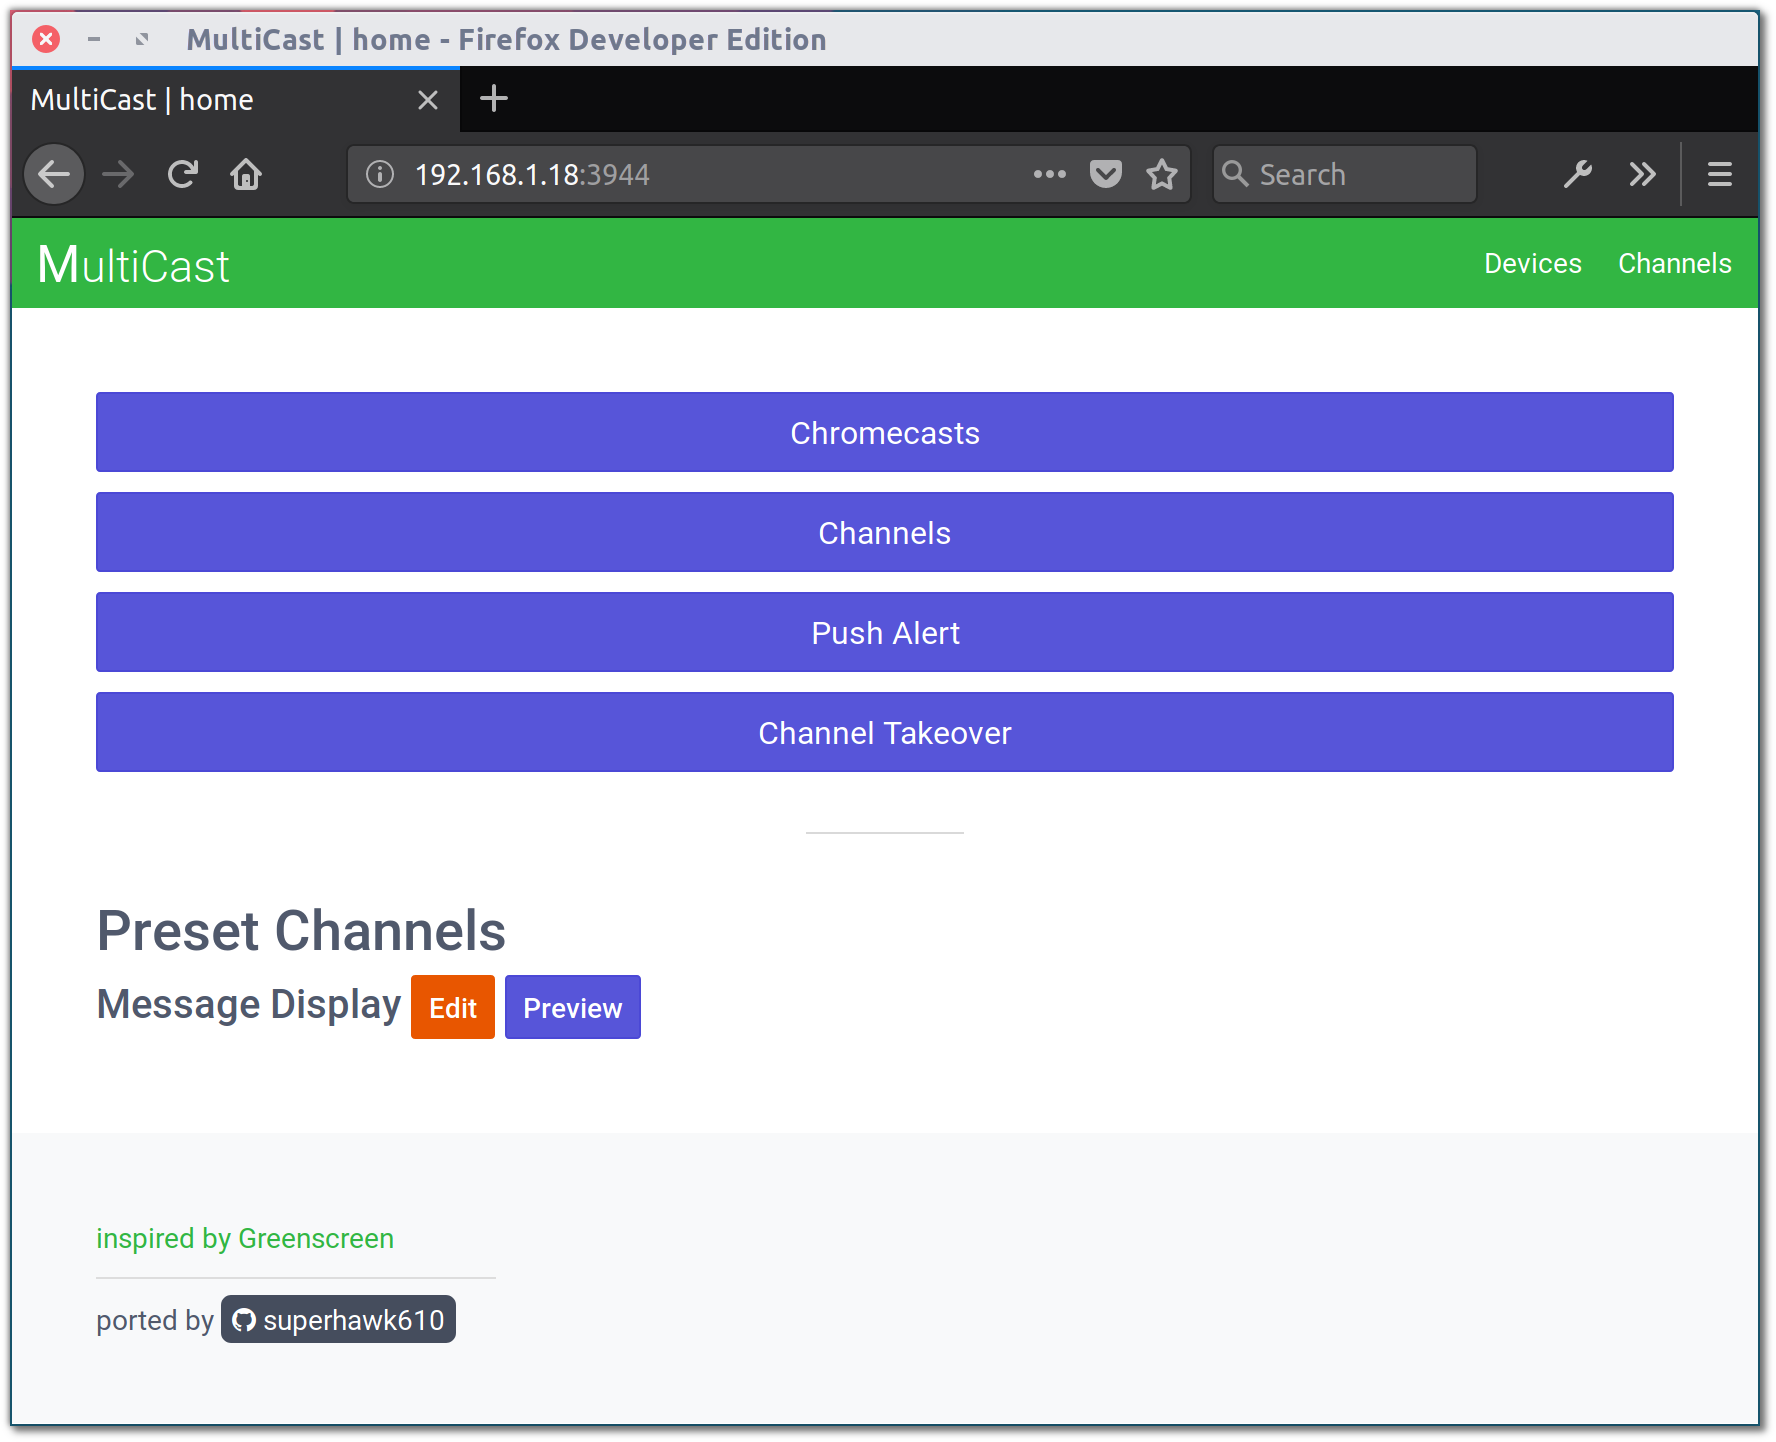 MultiCast | home - Firefox Developer Edition
MultiCast | home
192.168.1.18:3944
Search
MultiCast
Devices Channels
Chromecasts
Channels
Push Alert
Channel Takeover
Preset Channels
Message Display Edit Preview
inspired by Greenscreen
ported by superhawk610